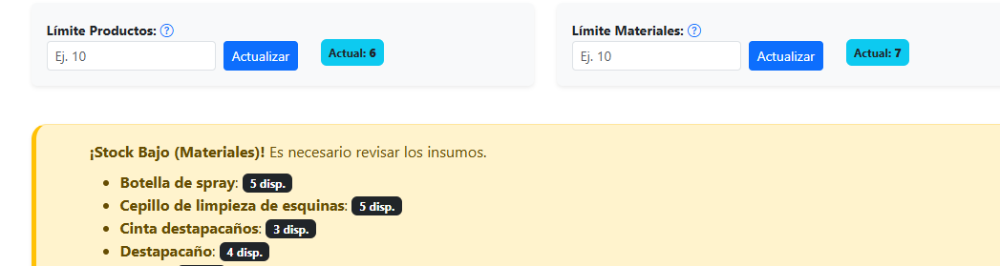 Límite Productos: ?
Límite Materiales: ?
Ej. 10
Actualizar
Actual: 6
Ej. 10
Actualizar
Actual: 7
¡Stock Bajo (Materiales)! Es necesario revisar los insumos.
• Botella de spray: 5 disp.
• Cepillo de limpieza de esquinas: 5 disp.
• Cinta destapacaños: 3 disp.
• Destapacaño: 4 disp.